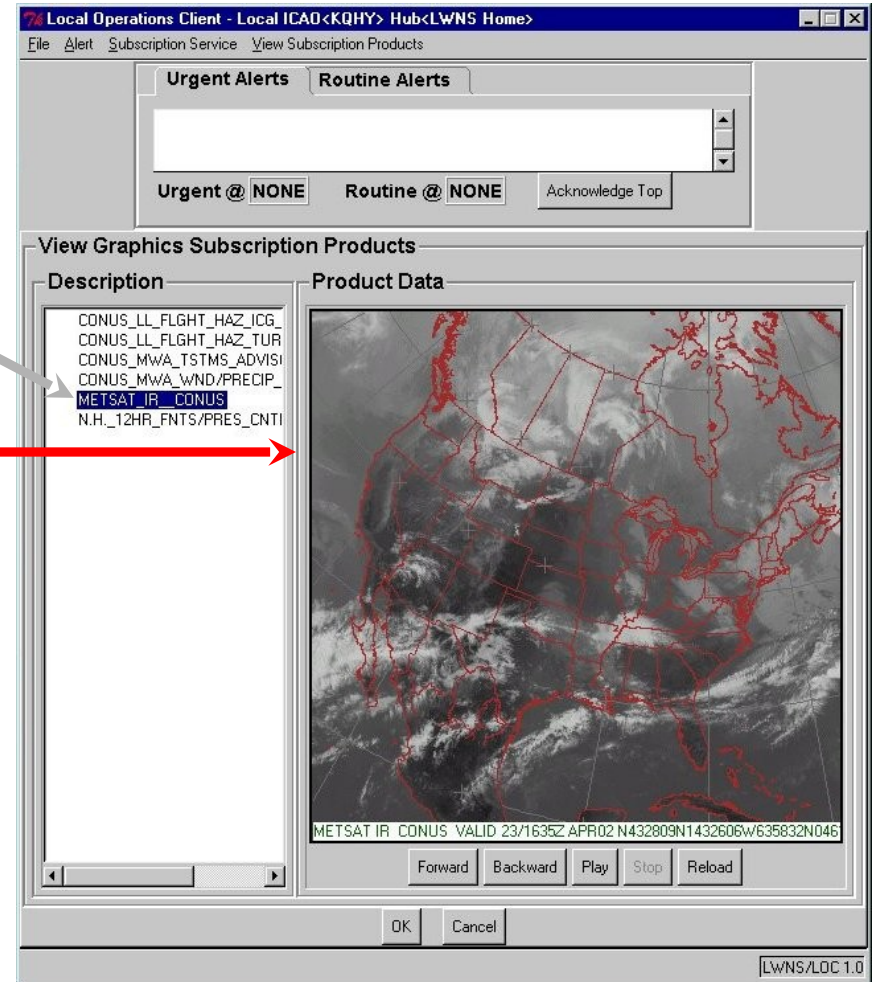 Local Operations Client - Local ICAO<KQHY> Hub<LWNS Home>
File Alert Subscription Service View Subscription Products
Urgent Alerts Routine Alerts
Urgent @ NONE Routine @ NONE Acknowledge Top
View Graphics Subscription Products
Description
Product Data
CONUS_LL_FLGHT_HAZ_ICG_
CONUS_LL_FLGHT_HAZ_TUR
CONUS_MWA_TSTMS_ADVIS
CONUS_MWA_WND/PRECIP_
METSAT_IR__CONUS
N.H._12HR_FNTS/PRES_CNT
METSAT IR CONUS VALID 23/1635Z APR02 N432809N1432606W635832N046
Forward Backward Play Stop Reload
OK Cancel
LWNS/LOC 1.0